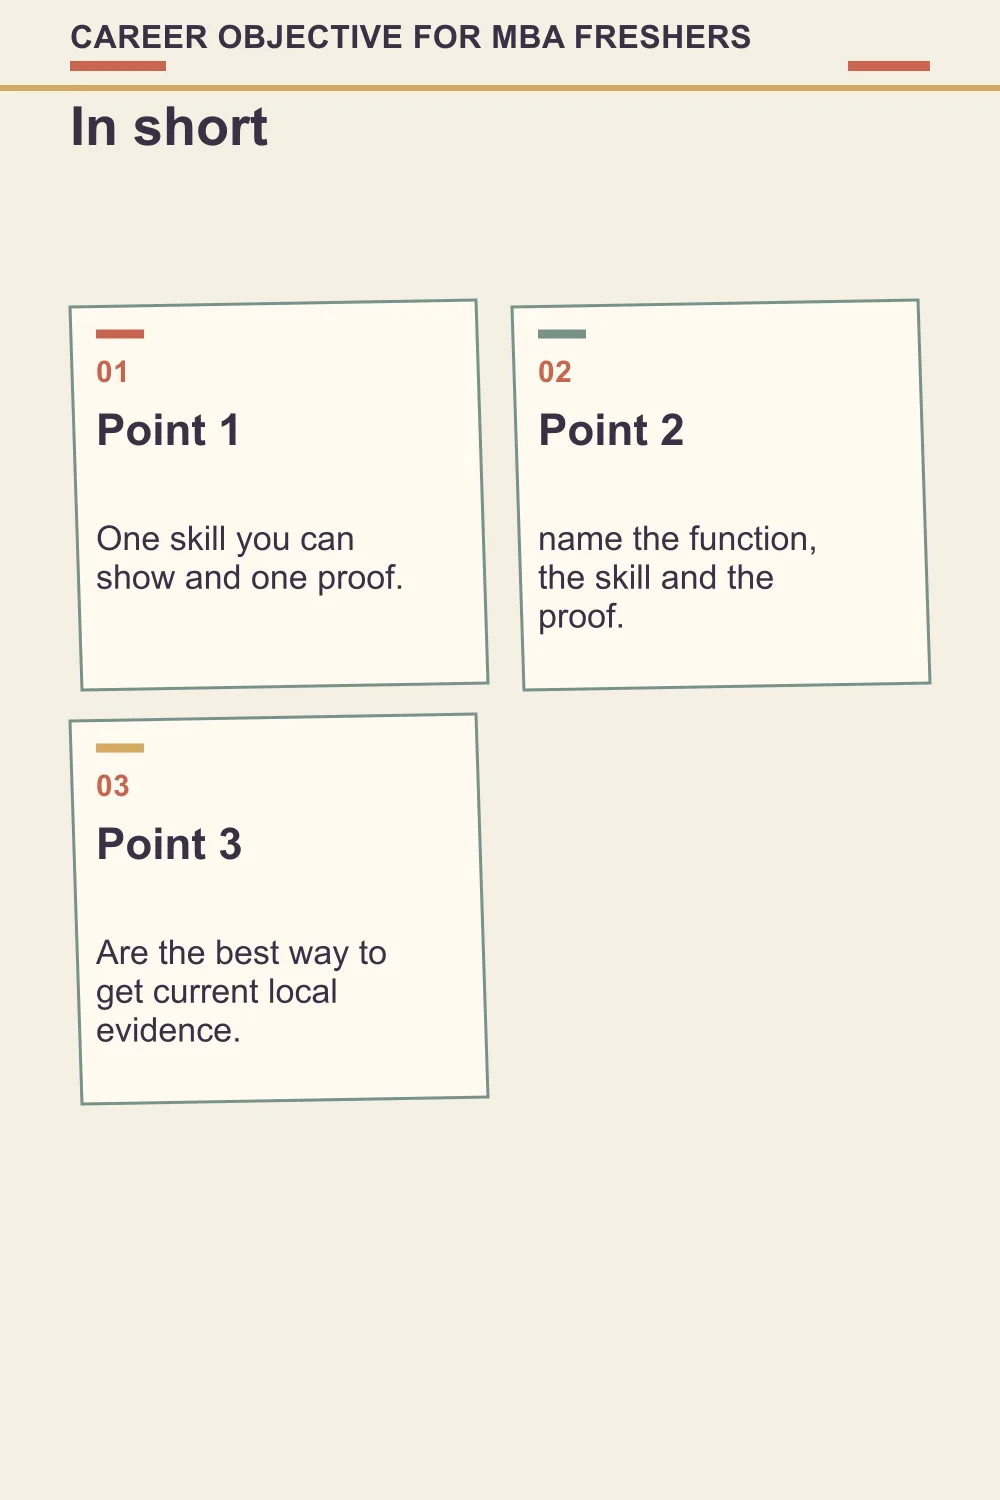 CAREER OBJECTIVE FOR MBA FRESHERS
In short
01
Point 1
One skill you can
show and one proof.
02
Point 2
name the function,
the skill and the
proof.
03
Point 3
Are the best way to
get current local
evidence.